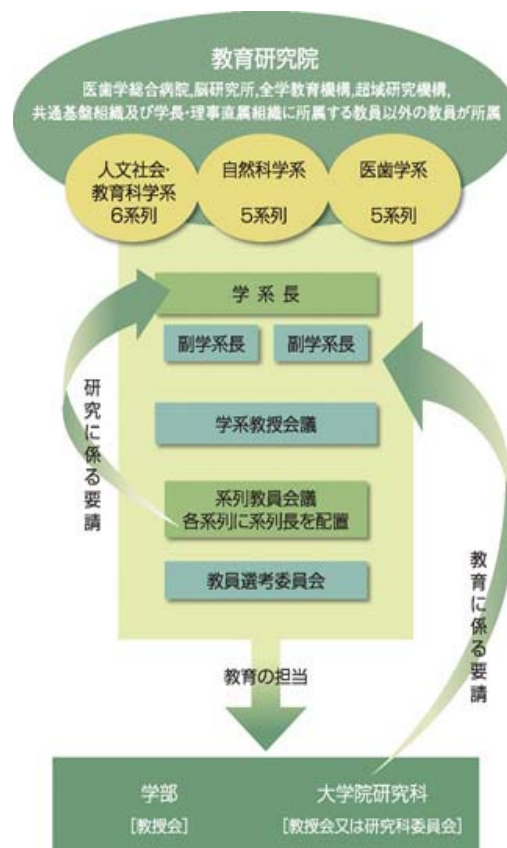 教育研究院
医歯学総合病院,脳研究所,全学教育機構,超域研究機構,
共通基盤組織及び学長・理事直属組織に所属する教員以外の教員が所属
人文社会・
教育科学系
6系列
自然科学系
5系列
医歯学系
5系列
学系長
副学系長
副学系長
学系教授会議
系列教員会議
各系列に系列長を配置
教員選考委員会
研究に係る要請
教育に係る要請
教育の担当
学部
[教授会]
大学院研究科
[教授会又は研究科委員会]